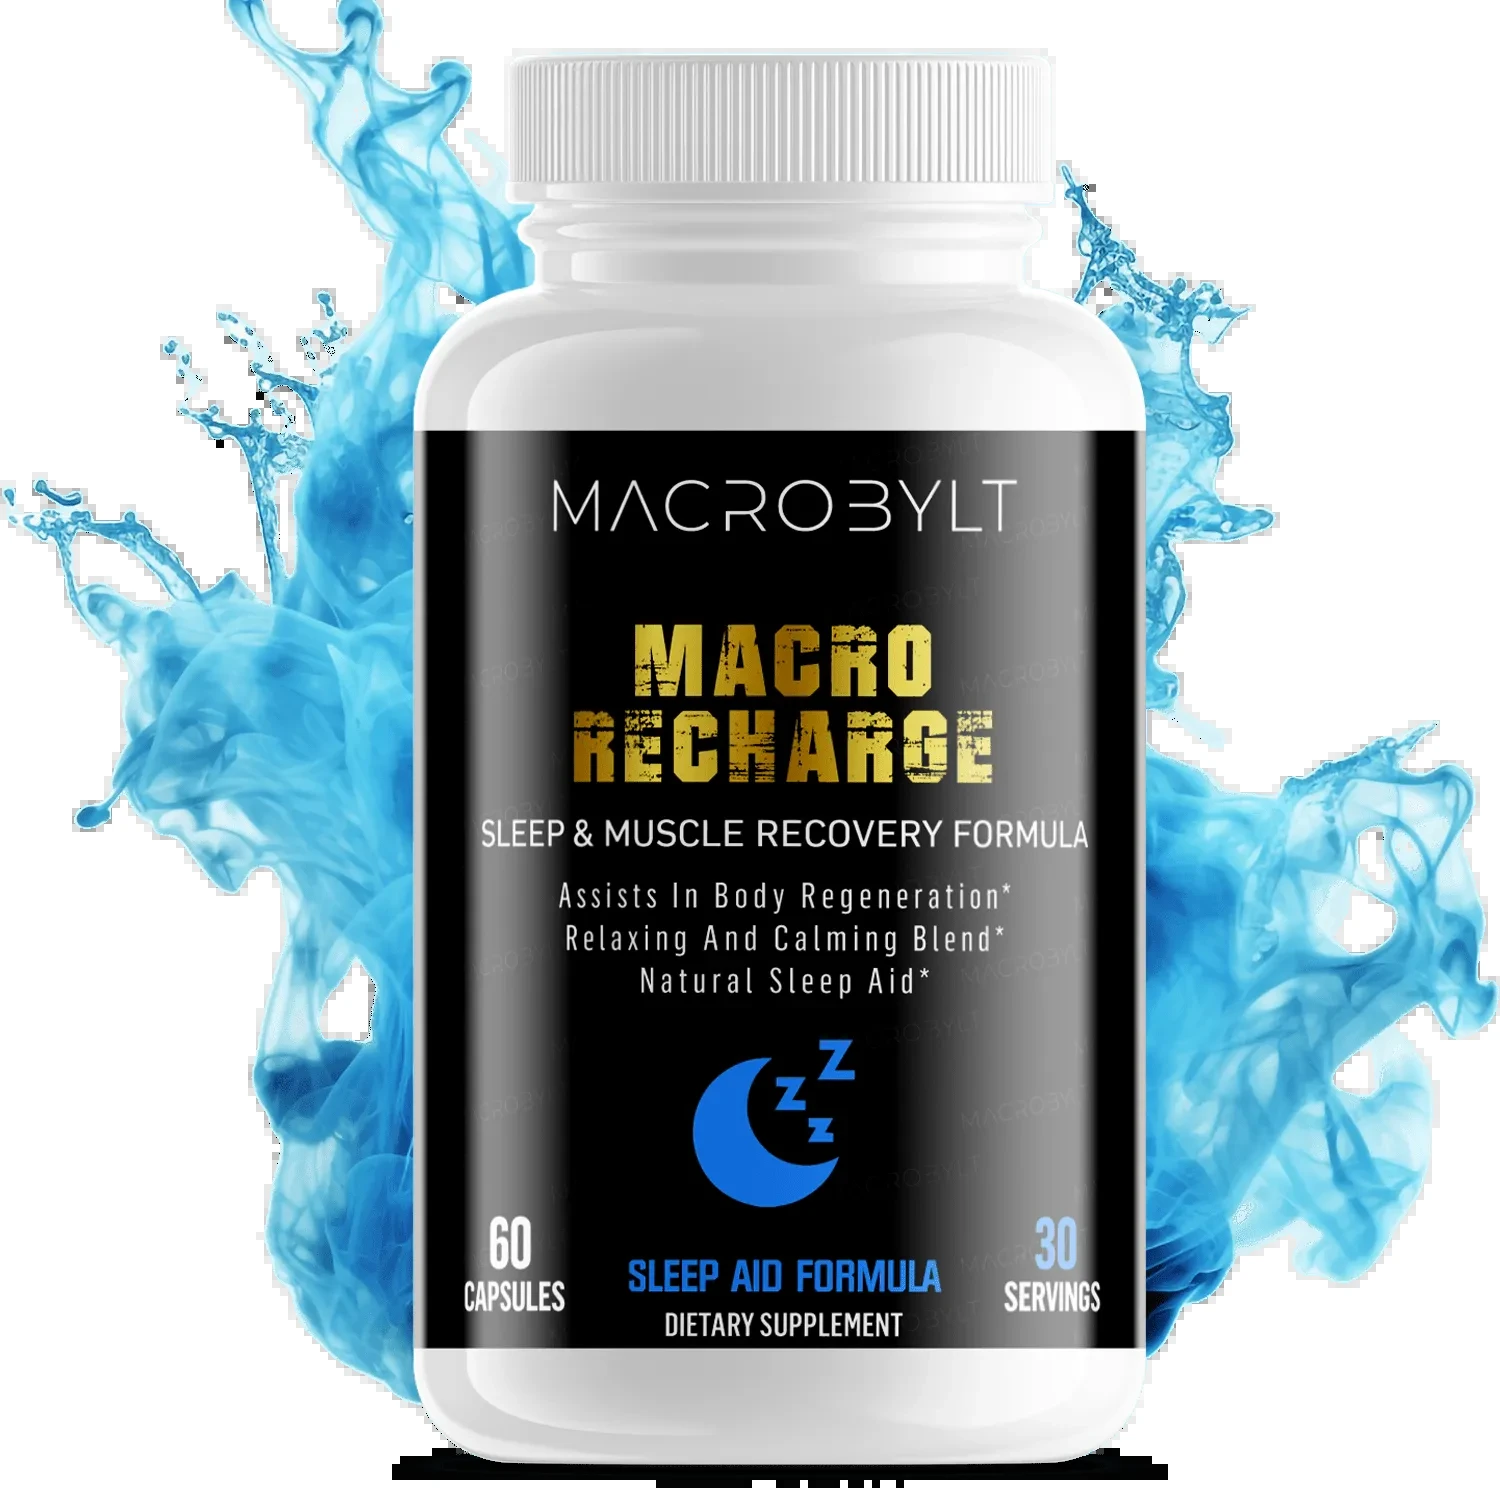 MACROBYLT
MACRO
RECHARGE
SLEEP & MUSCLE RECOVERY FORMULA
Assists In Body Regeneration*
Relaxing And Calming Blend*
Natural Sleep Aid*
Z
Z
Z
60
CAPSULES
SLEEP AID FORMULA
DIETARY SUPPLEMENT
30
SERVINGS